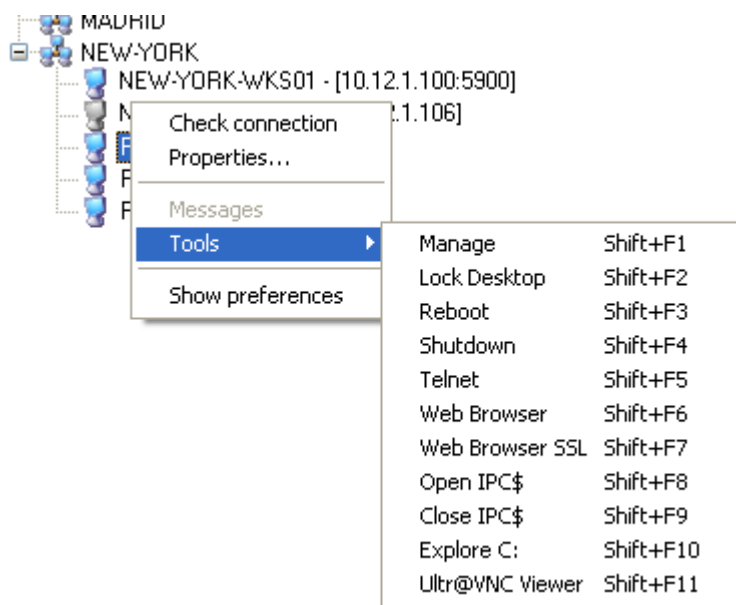 MADRID
NEW-YORK
NEW-YORK-WKS01 - [10.12.1.100:5900]
N .1.106]
Check connection
F
Properties...
F
F
Messages
Tools
Show preferences
Manage Shift+F1
Lock Desktop Shift+F2
Reboot Shift+F3
Shutdown Shift+F4
Telnet Shift+F5
Web Browser Shift+F6
Web Browser SSL Shift+F7
Open IPC$ Shift+F8
Close IPC$ Shift+F9
Explore C: Shift+F10
Ultr@VNC Viewer Shift+F11